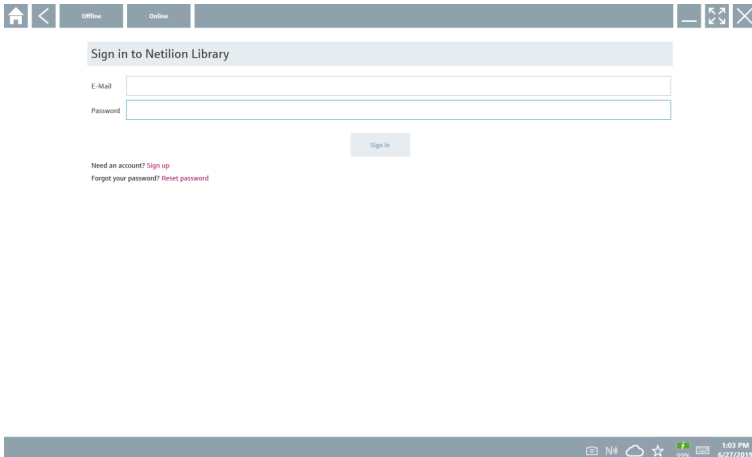 Offline Online
Sign in to Netilion Library
E-Mail
Password
Sign in
Need an account? Sign up
Forgot your password? Reset password
1:03 PM
99% 6/27/2019